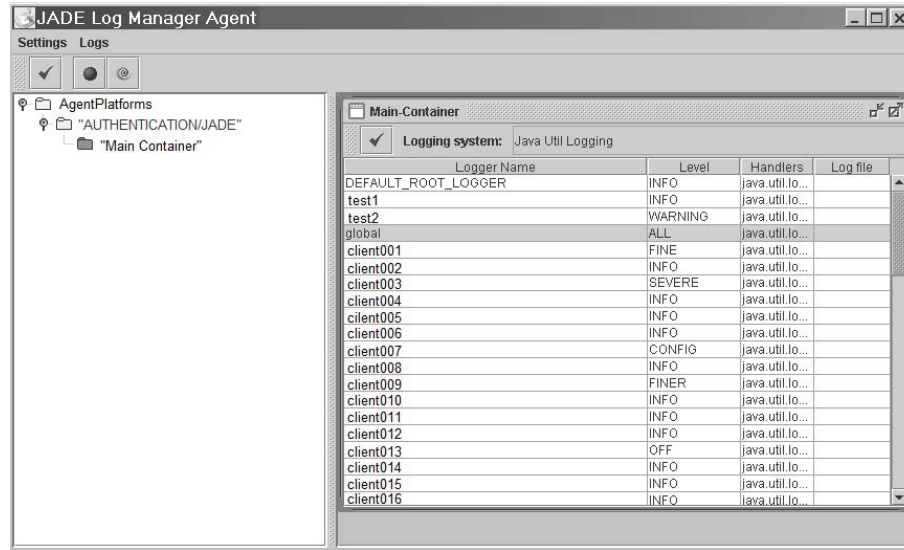 JADE Log Manager Agent
Settings Logs
AgentPlatforms
"AUTHENTICATION/JADE"
"Main Container"
Main-Container
Logging system: Java Util Logging
Logger Name Level Handlers Log file
DEFAULT_ROOT_LOGGER INFO java.util.lo...
test1 INFO java.util.lo...
test2 WARNING java.util.lo...
global ALL java.util.lo...
client001 FINE java.util.lo...
client002 INFO java.util.lo...
client003 SEVERE java.util.lo...
client004 INFO java.util.lo...
cilent005 INFO java.util.lo...
client006 INFO java.util.lo...
client007 CONFIG java.util.lo...
client008 INFO java.util.lo...
client009 FINER java.util.lo...
client010 INFO java.util.lo...
client011 INFO java.util.lo...
client012 INFO java.util.lo...
client013 OFF java.util.lo...
client014 INFO java.util.lo...
client015 INFO java.util.lo...
client016 INFO java.util.lo...